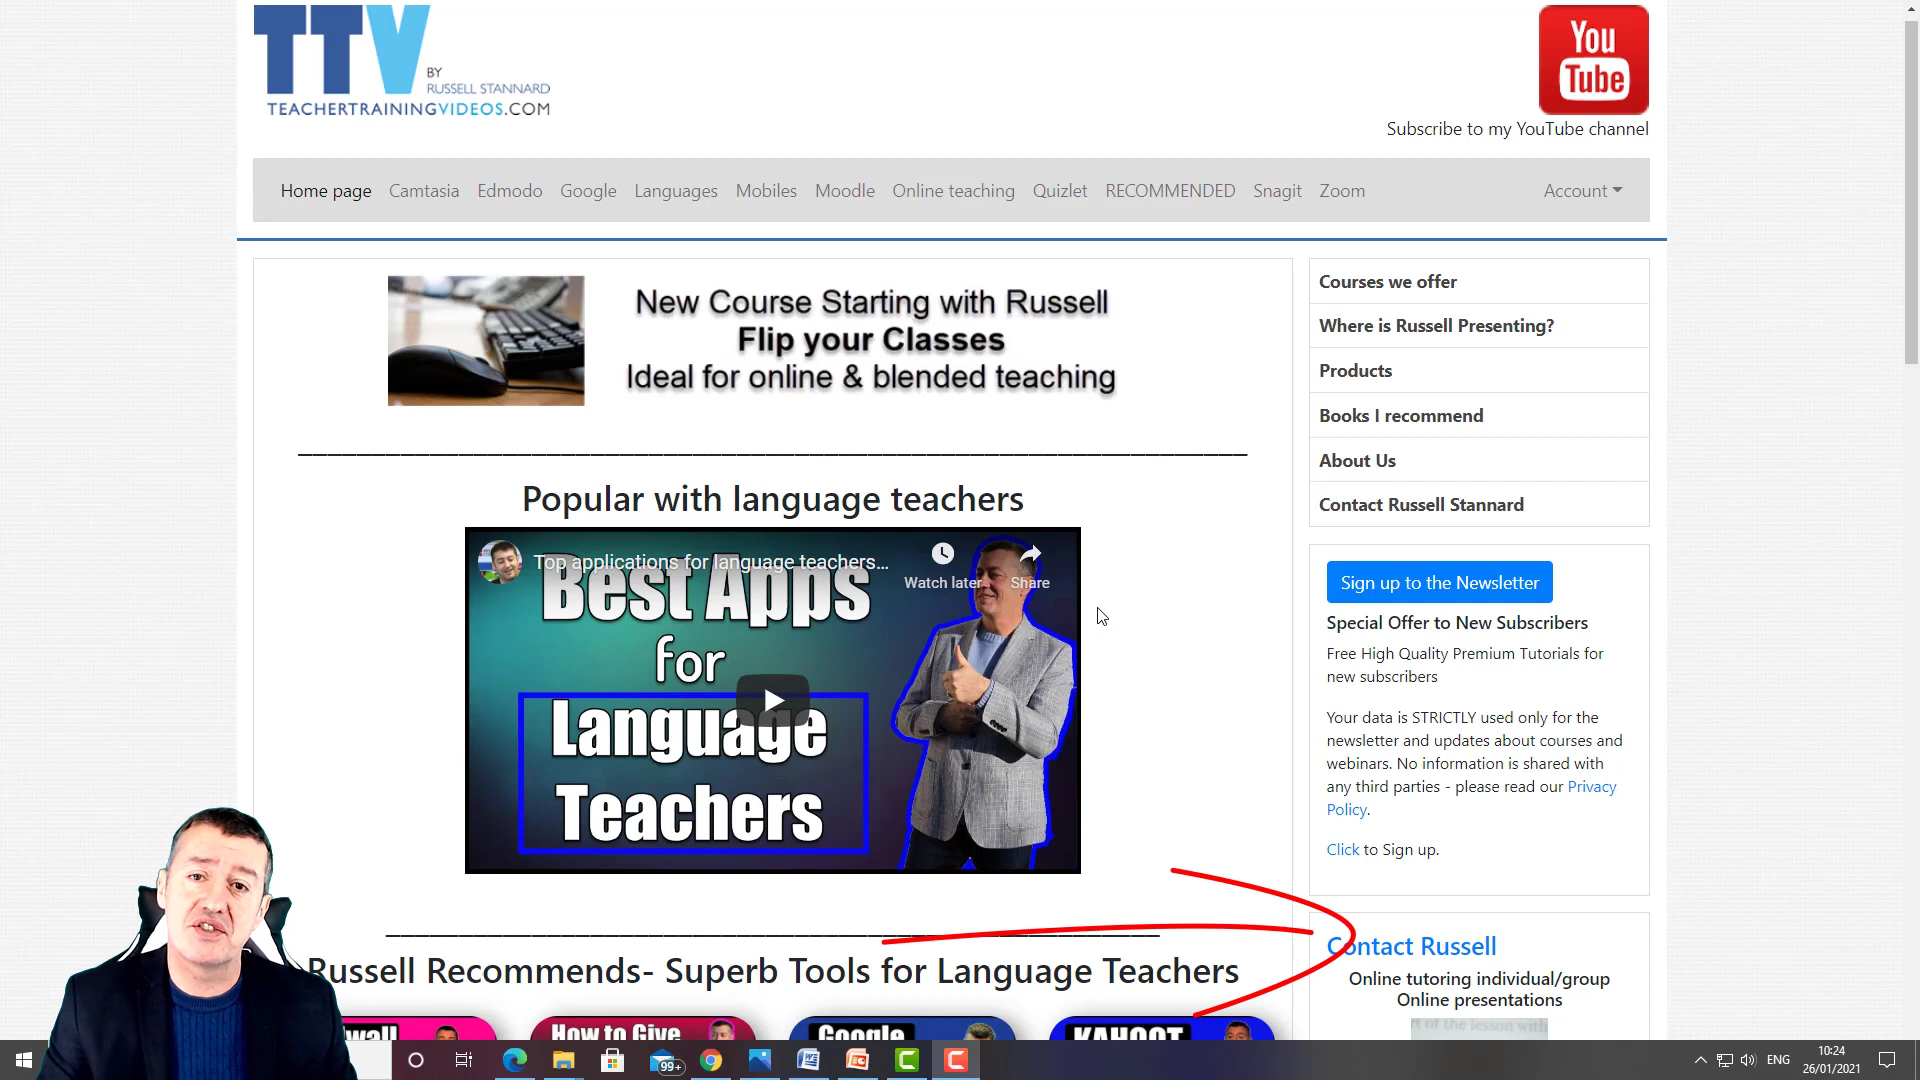 TTV
BY
RUSSELL STANNARD
TEACHERTRAININGVIDEOS.COM
You
Tube
Subscribe to my YouTube channel
Home page Camtasia Edmodo Google Languages Mobiles Moodle Online teaching Quizlet RECOMMENDED Snagit Zoom Account
New Course Starting with Russell
Flip your Classes
Ideal for online & blended teaching
Popular with language teachers
Top applications for language teachers...
Watch later
Share
Best Apps
for
Language
Teachers
Russell Recommends- Superb Tools for Language Teachers
How to Give
Google
KAHOOT
Courses we offer
Where is Russell Presenting?
Products
Books I recommend
About Us
Contact Russell Stannard
Sign up to the Newsletter
Special Offer to New Subscribers
Free High Quality Premium Tutorials for
new subscribers
Your data is STRICTLY used only for the
newsletter and updates about courses and
webinars. No information is shared with
any third parties - please read our Privacy
Policy.
Click to Sign up.
Contact Russell
Online tutoring individual/group
Online presentations
of the lesson with
99+
ENG
10:24
26/01/2021